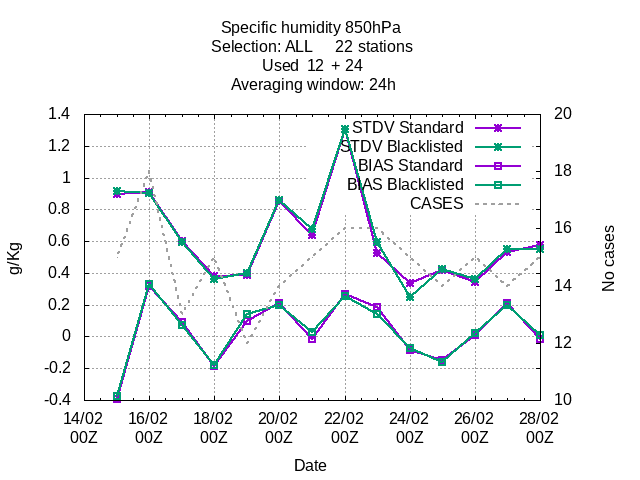 Specific humidity 850hPa
Selection: ALL     22 stations
Used  12  + 24
Averaging window: 24h
STDV Standard
STDV Blacklisted
BIAS Standard
BIAS Blacklisted
CASES
1.4
1.2
1
0.8
0.6
0.4
0.2
0
-0.2
-0.4
g/Kg
20
18
16
14
12
10
No cases
14/02 16/02 18/02 20/02 22/02 24/02 26/02 28/02
00Z 00Z 00Z 00Z 00Z 00Z 00Z 00Z
Date